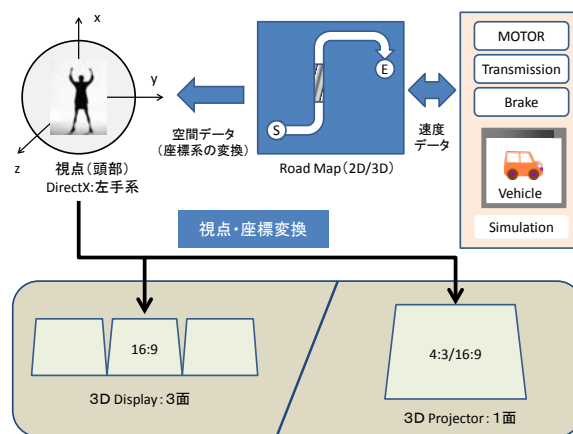 x
y
z
視点(頭部)
DirectX:左手系
空間データ
(座標系の変換)
S
E
Road Map(2D/3D)
速度
データ
MOTOR
Transmission
Brake
Vehicle
Simulation
視点・座標変換
16:9
3D Display:3面
4:3/16:9
3D Projector:1面